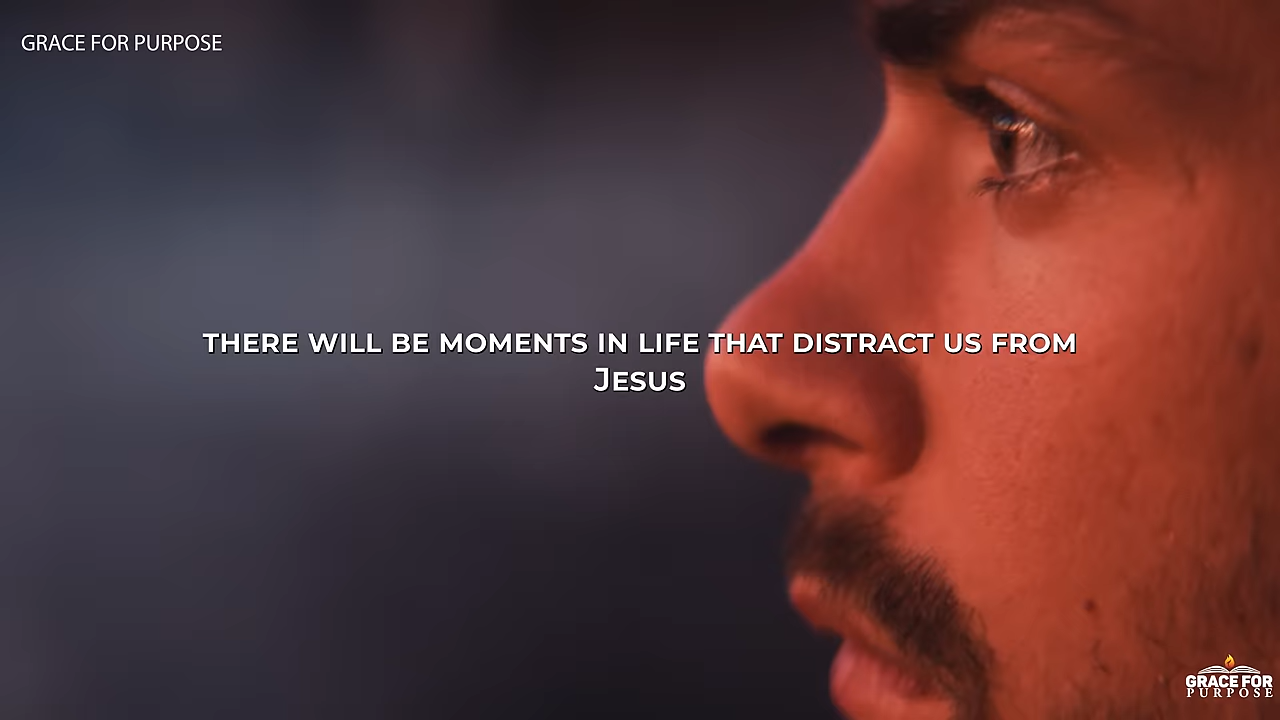 GRACE FOR PURPOSE
THERE WILL BE MOMENTS IN LIFE THAT DISTRACT US FROM
JESUS
GRACE FOR
PURPOSE